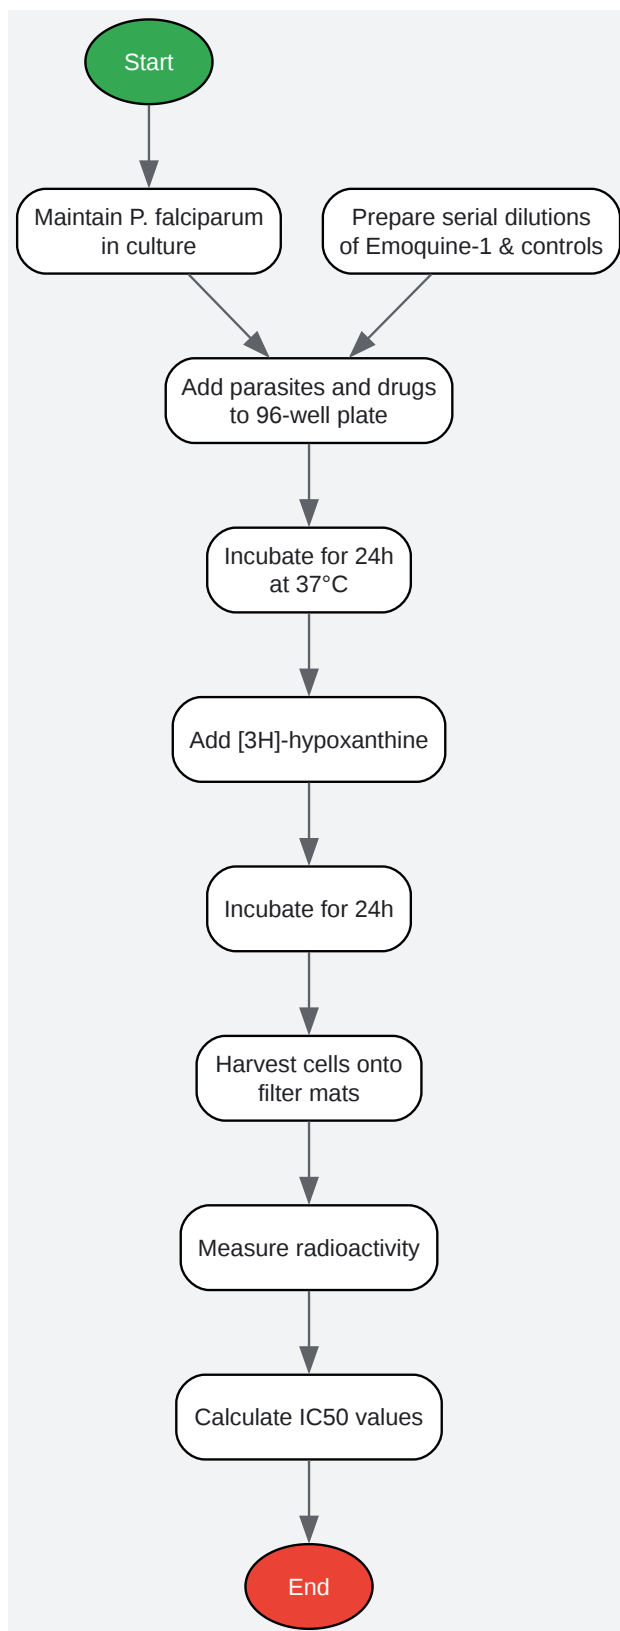 Start
Maintain P. falciparum
in culture
Prepare serial dilutions
of Emoquine-1 & controls
Add parasites and drugs
to 96-well plate
Incubate for 24h
at 37°C
Add [3H]-hypoxanthine
Incubate for 24h
Harvest cells onto
filter mats
Measure radioactivity
Calculate IC50 values
End